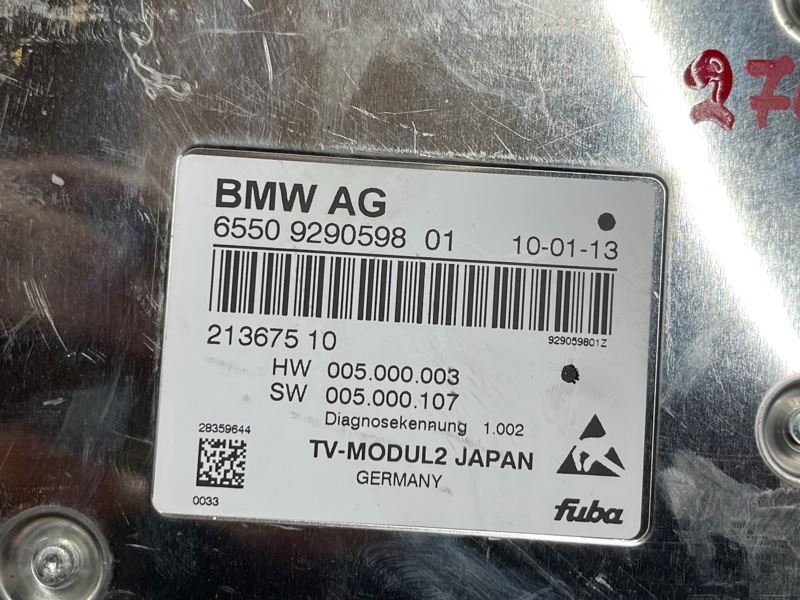 BMW AG
6550 9290598 01 10-01-13
929059801Z
213675 10
HW 005.000.003
SW 005.000.107
Diagnosekennung 1.002
28359644
TV-MODUL2 JAPAN
GERMANY
0033
fuba